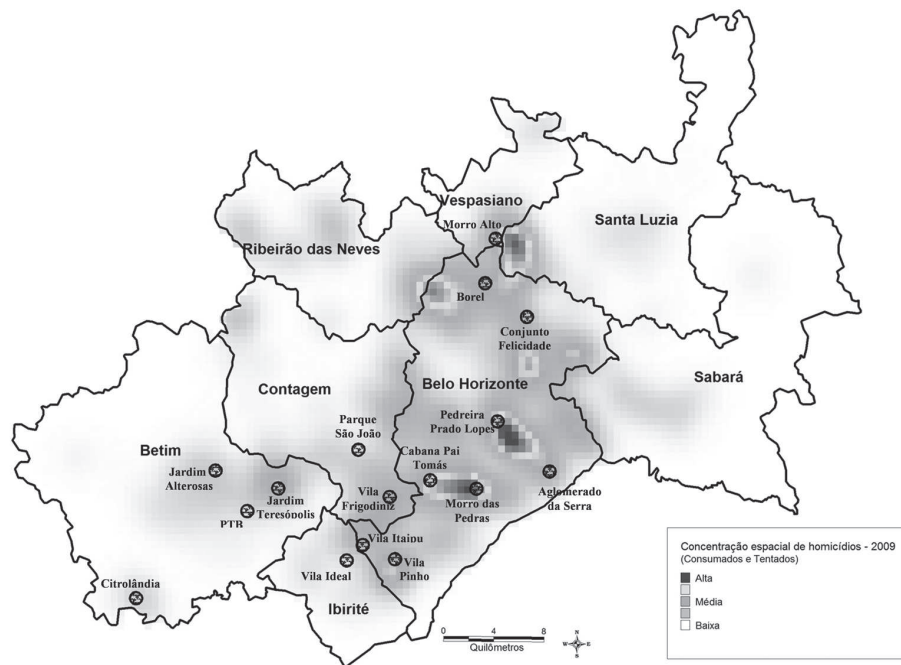 Vespasiano
Morro Alto
Santa Luzia
Ribeirão das Neves
Borel
Conjunto
Felicidade
Contagem
Belo Horizonte
Sabará
Parque
São João
Pedreira
Prado Lopes
Betim
Cabana Pai
Tomás
Jardim
Alterosas
Jardim
Teresópolis
Vila
Frigodiniz
Morro das
Pedras
Aglomerado
da Serra
PTB
Vila Itaipu
Vila Ideal
Vila
Pinho
Citrolândia
Ibirité
0 4 8
Quilômetros
N
W E
S
Concentração espacial de homicídios - 2009
(Consumados e Tentados)
Alta
Média
Baixa